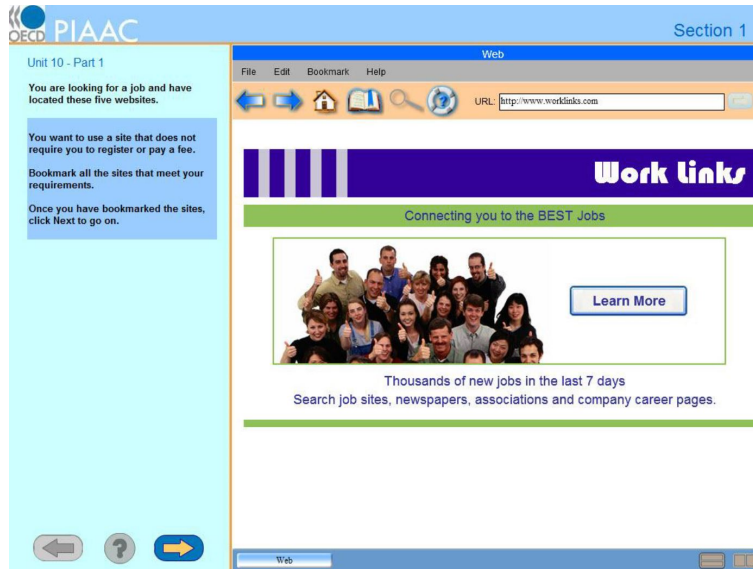 OECD PIAAC
Section 1
Unit 10 - Part 1
You are looking for a job and have
located these five websites.
You want to use a site that does not
require you to register or pay a fee.
Bookmark all the sites that meet your
requirements.
Once you have bookmarked the sites,
click Next to go on.
Web
File Edit Bookmark Help
URL: http://www.worklinks.com
Work Links
Connecting you to the BEST Jobs
Learn More
Thousands of new jobs in the last 7 days
Search job sites, newspapers, associations and company career pages.
?
Web